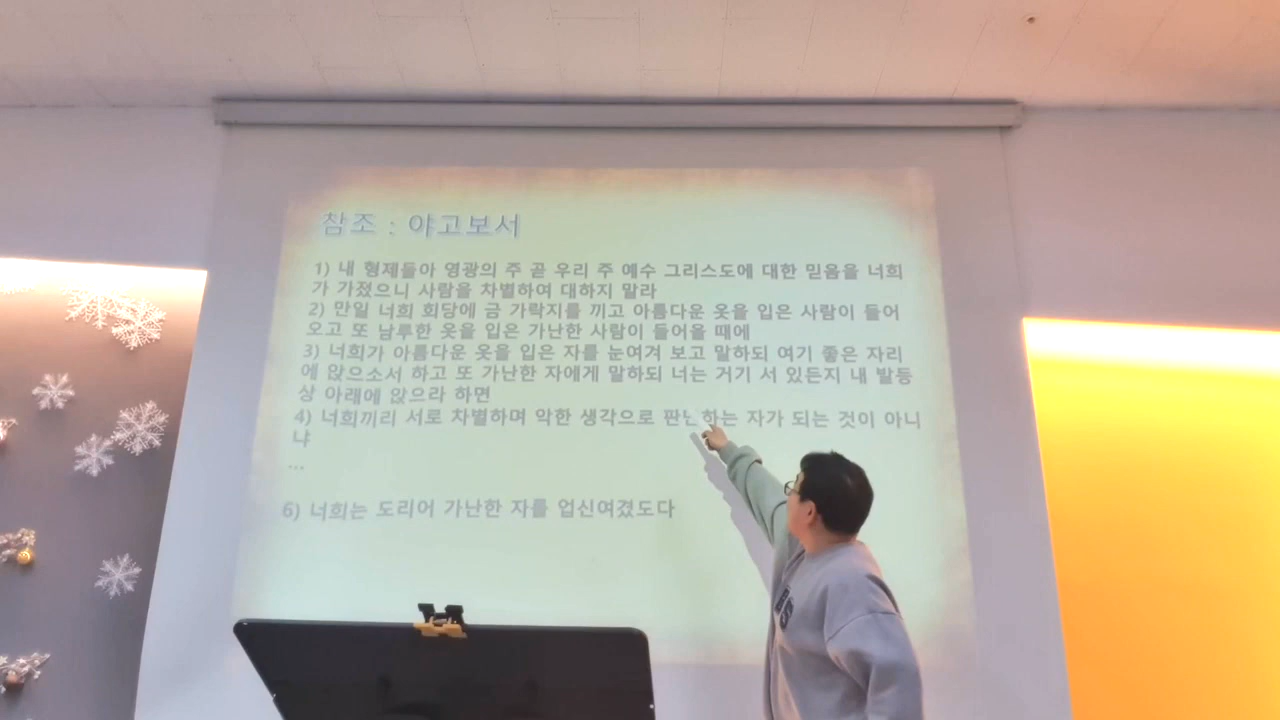 참조 : 야고보서
1) 내 형제들아 영광의 주 곧 우리 주 예수 그리스도에 대한 믿음을 너희
가 가졌으니 사람을 차별하여 대하지 말라
2) 만일 너희 회당에 금 가락지를 끼고 아름다운 옷을 입은 사람이 들어
오고 또 남루한 옷을 입은 가난한 사람이 들어올 때에
3) 너희가 아름다운 옷을 입은 자를 눈여겨 보고 말하되 여기 좋은 자리
에 앉으소서 하고 또 가난한 자에게 말하되 너는 거기 서 있든지 내 발등
상 아래에 앉으라 하면
4) 너희끼리 서로 차별하며 악한 생각으로 판단하는 자가 되는 것이 아니
냐
...
6) 너희는 도리어 가난한 자를 업신여겼도다